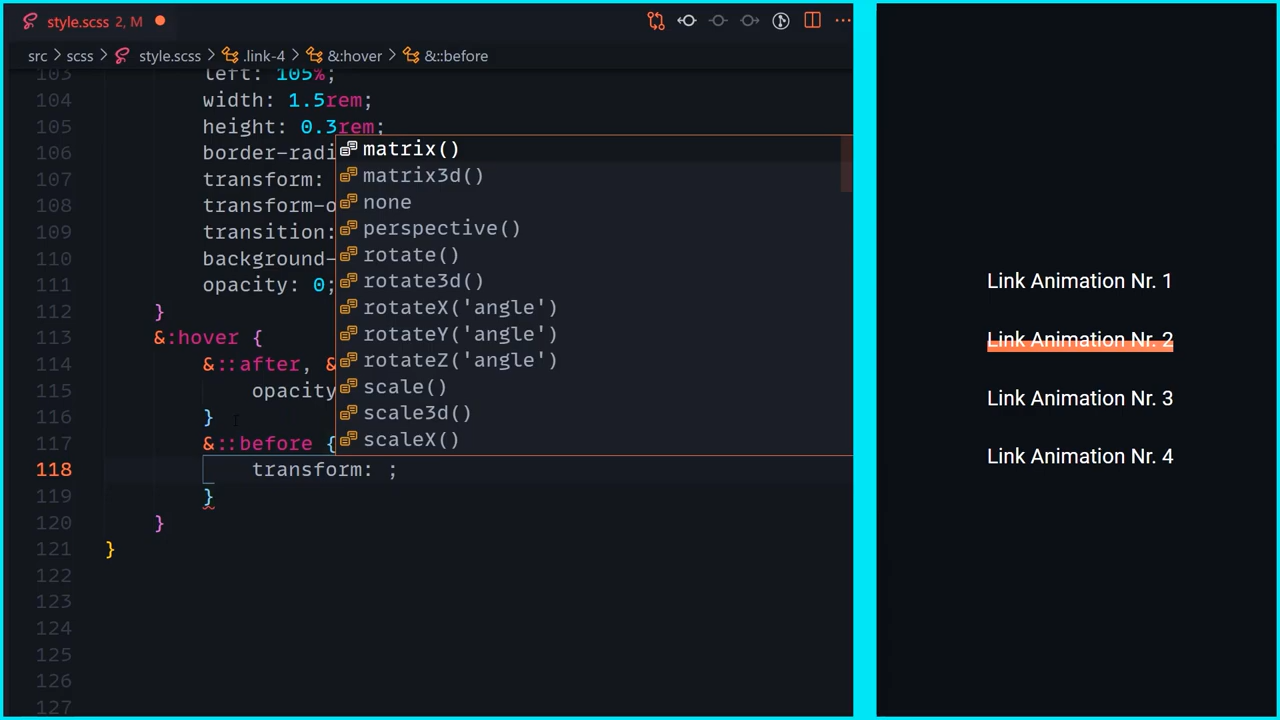 style.scss 2, M
src > scss > style.scss > .link-4 > &:hover > &::before
103 left: 105%;
104 width: 1.5rem;
105 height: 0.3rem;
106 border-radi
107 transform:
108 transform-o
109 transition:
110 background-
111 opacity: 0;
112 }
113 &:hover {
114 &::after, &
115 opacity
116 }
117 &::before {
118 transform: ;
119 }
120 }
121 }
122
123
124
125
126
127
matrix()
matrix3d()
none
perspective()
rotate()
rotate3d()
rotateX('angle')
rotateY('angle')
rotateZ('angle')
scale()
scale3d()
scaleX()
Link Animation Nr. 1
Link Animation Nr. 2
Link Animation Nr. 3
Link Animation Nr. 4